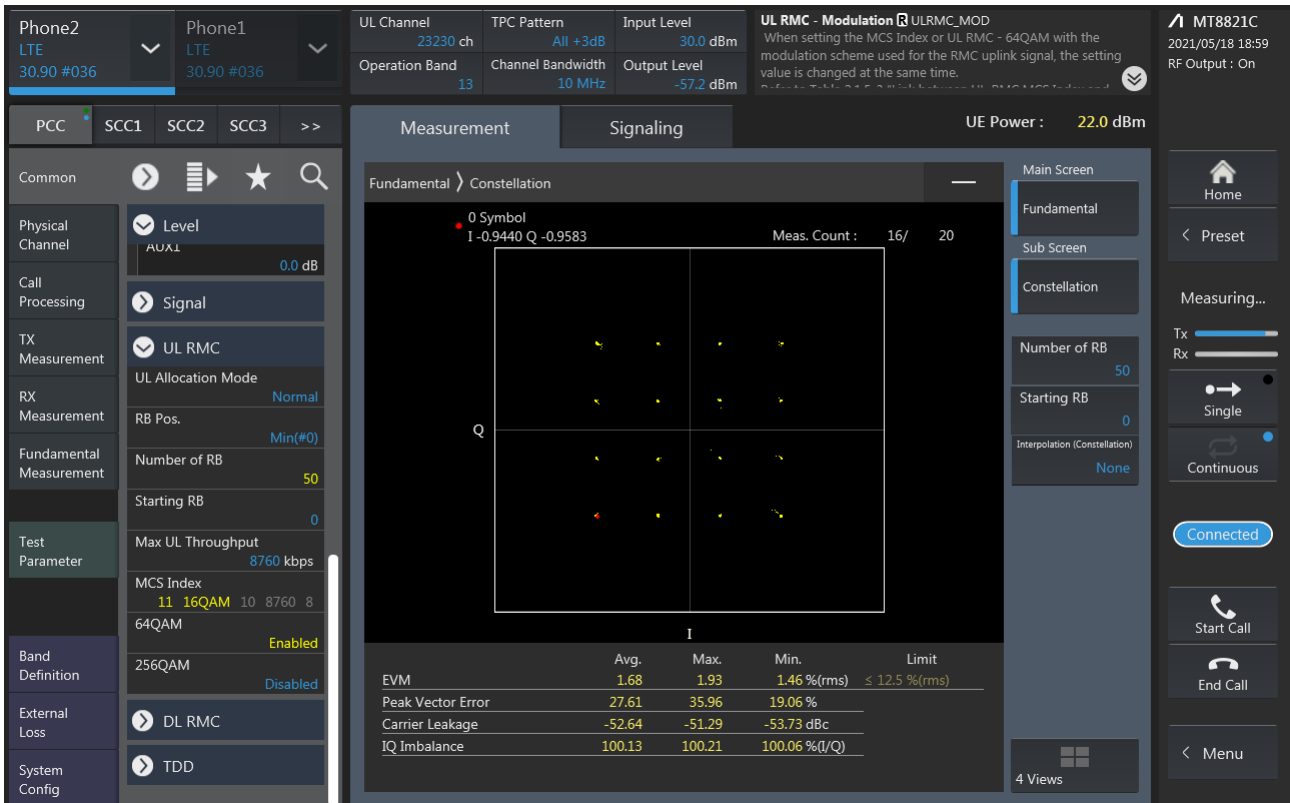 Phone2
LTE
30.90 #036
Phone1
LTE
30.90 #036
UL Channel
23230 ch
TPC Pattern
All +3dB
Input Level
30.0 dBm
Operation Band
13
Channel Bandwidth
10 MHz
Output Level
-57.2 dBm
UL RMC - Modulation R ULRMC_MOD
When setting the MCS Index or UL RMC - 64QAM with the
modulation scheme used for the RMC uplink signal, the setting
value is changed at the same time.
MT8821C
2021/05/18 18:59
RF Output : On
PCC SCC1 SCC2 SCC3 >>
Measurement
Signaling
UE Power : 22.0 dBm
Common
Physical
Channel
Call
Processing
TX
Measurement
RX
Measurement
Fundamental
Measurement
Test
Parameter
Band
Definition
External
Loss
System
Config
Level
AUX1
0.0 dB
Signal
UL RMC
UL Allocation Mode
Normal
RB Pos.
Min(#0)
Number of RB
50
Starting RB
0
Max UL Throughput
8760 kbps
MCS Index
11 16QAM 10 8760 8
64QAM
Enabled
256QAM
Disabled
DL RMC
TDD
Fundamental 〉 Constellation
0 Symbol
I -0.9440 Q -0.9583
Meas. Count : 16/ 20
Q
I
Avg. Max. Min. Limit
EVM 1.68 1.93 1.46 %(rms) ≤ 12.5 %(rms)
Peak Vector Error 27.61 35.96 19.06 %
Carrier Leakage -52.64 -51.29 -53.73 dBc
IQ Imbalance 100.13 100.21 100.06 %(I/Q)
Main Screen
Fundamental
Sub Screen
Constellation
Number of RB
50
Starting RB
0
Interpolation (Constellation)
None
4 Views
Home
< Preset
Measuring...
Tx
Rx
Single
Continuous
Connected
Start Call
End Call
< Menu